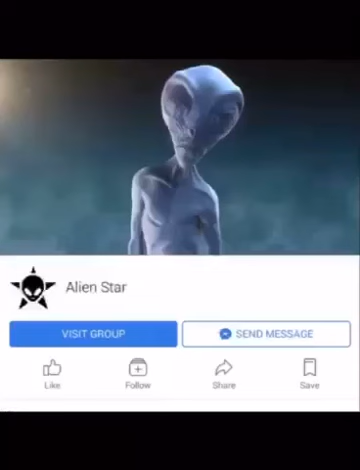 Alien Star
VISIT GROUP
SEND MESSAGE
Like
Follow
Share
Save